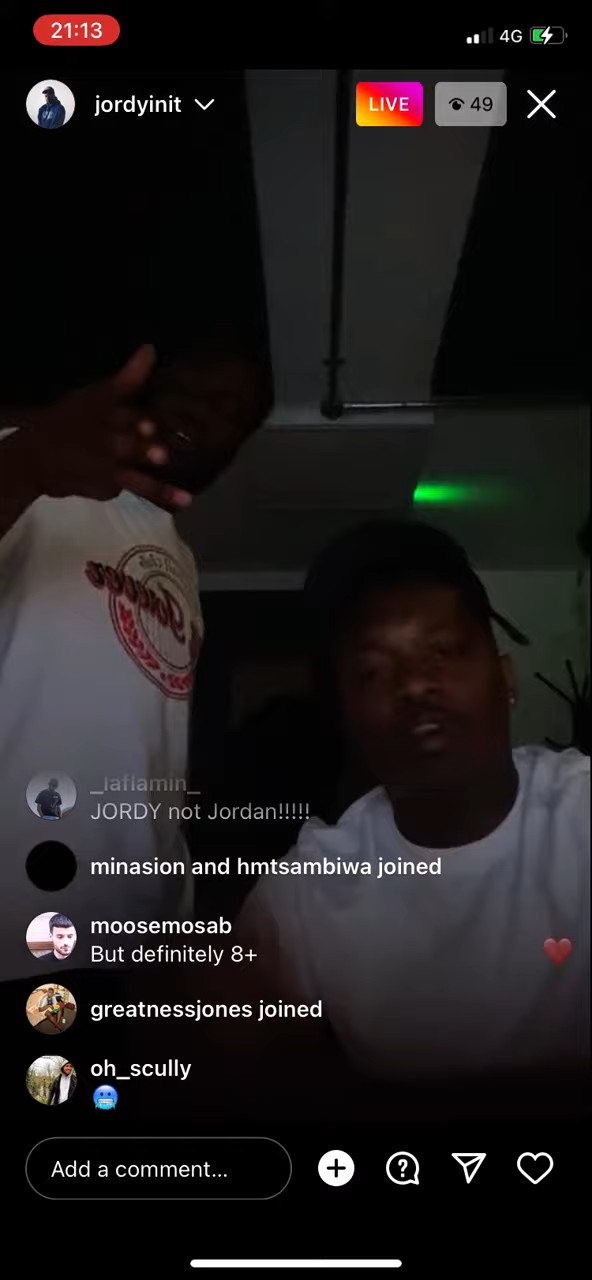 21:13
4G
jordyinit
LIVE
49
_laflamin_
JORDY not Jordan!!!!!
minasion and hmtsambiwa joined
moosemosab
But definitely 8+
greatnessjones joined
oh_scully
Add a comment...